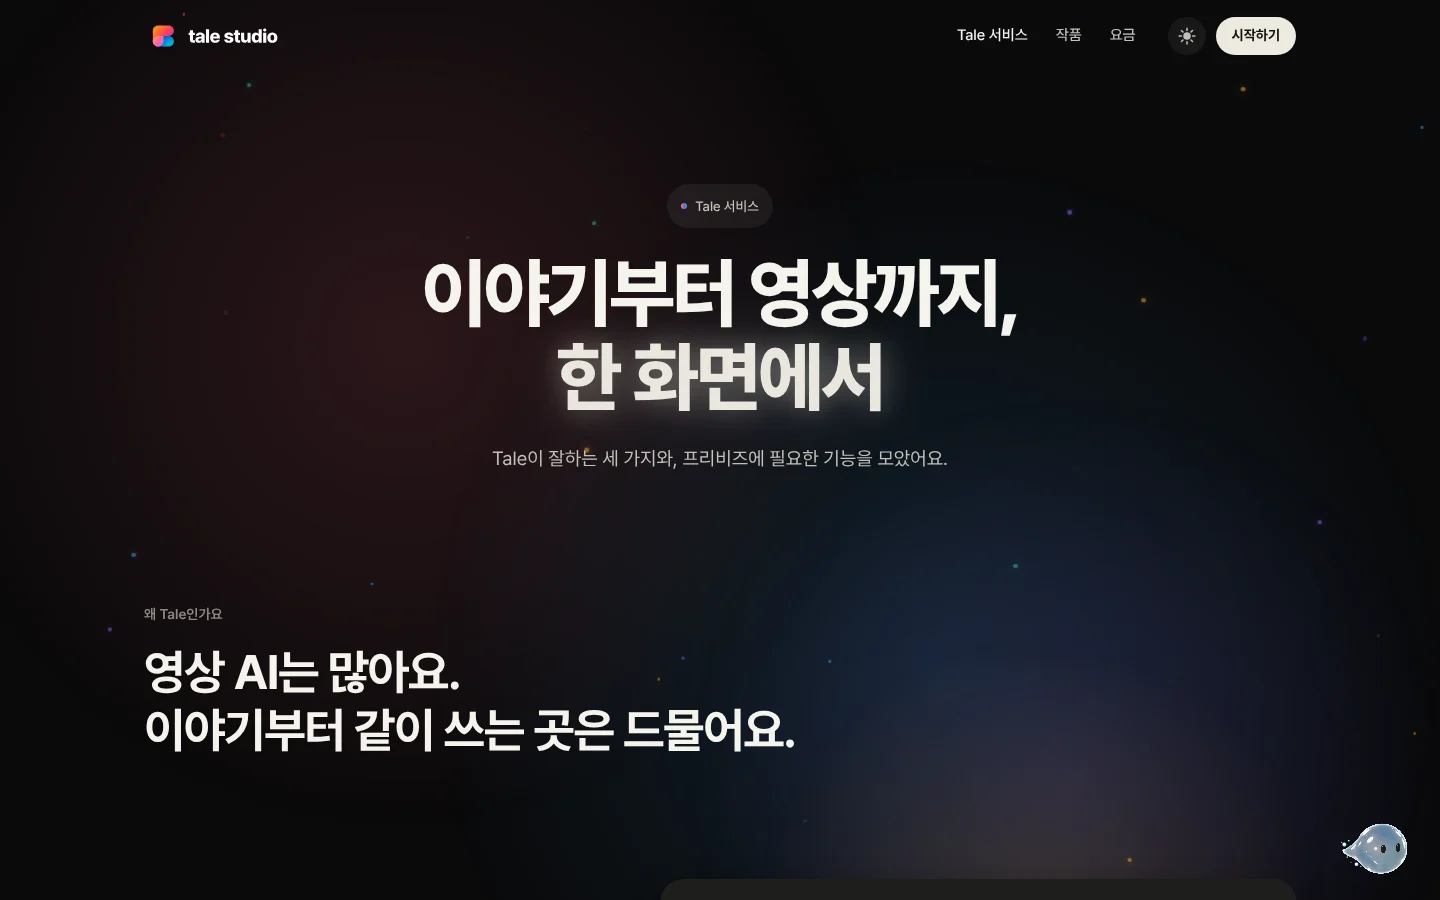 tale studio
Tale 서비스
작품
요금
시작하기
Tale 서비스
이야기부터 영상까지,
한 화면에서
Tale이 잘하는 세 가지와, 프리비즈에 필요한 기능을 모았어요.
왜 Tale인가요
영상 AI는 많아요.
이야기부터 같이 쓰는 곳은 드물어요.